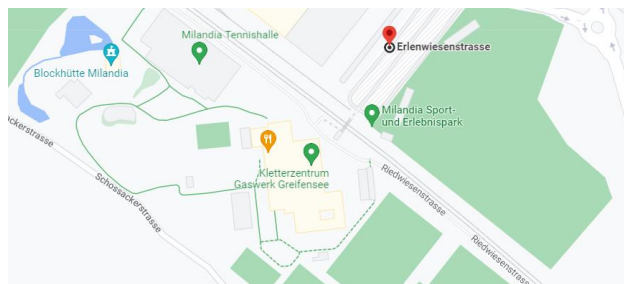 Milandia Tennishalle
Erlenwiesenstrasse
Blockhütte Milandia
Milandia Sport-
und Erlebnispark
ackerstrasse
Kletterzentrum
Gaswerk Greifensee
Schossackerstrasse
Riedwiesenstrasse
Riedwiesenstrasse